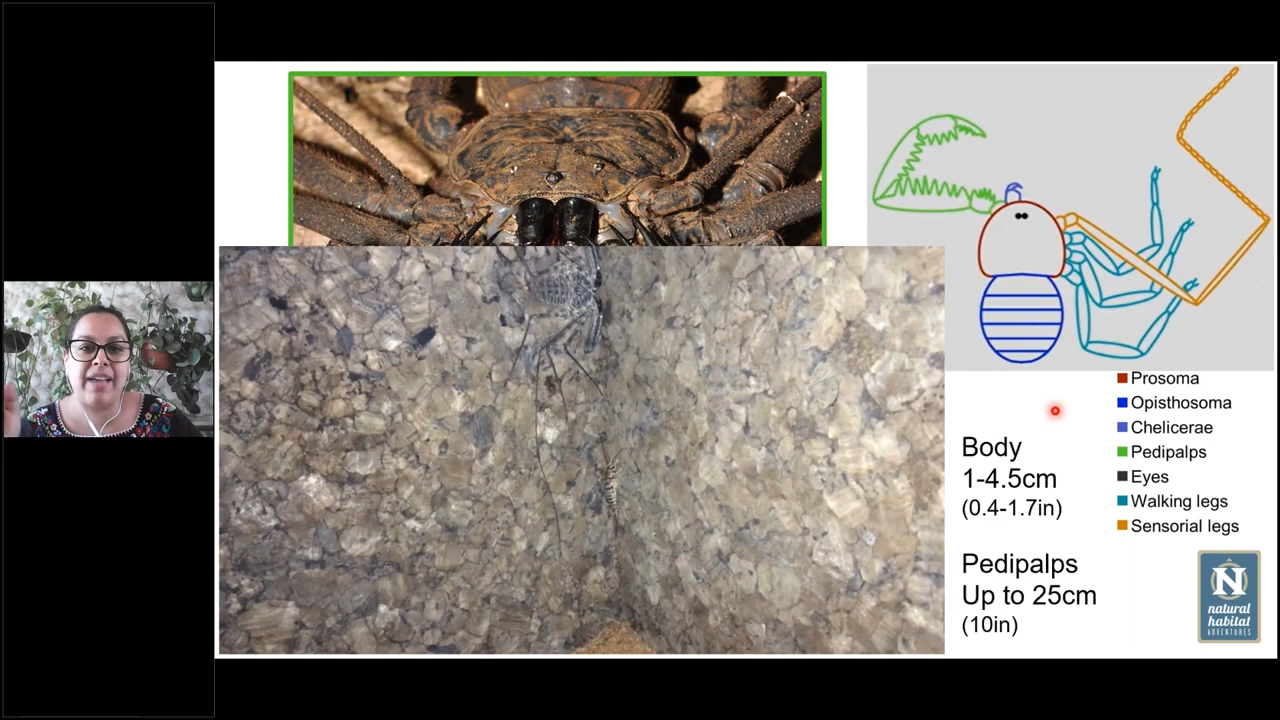 Prosoma
Opisthosoma
Chelicerae
Pedipalps
Eyes
Walking legs
Sensorial legs
Body
1-4.5cm
(0.4-1.7in)
Pedipalps
Up to 25cm
(10in)
N
natural
habitat
ADVENTURES